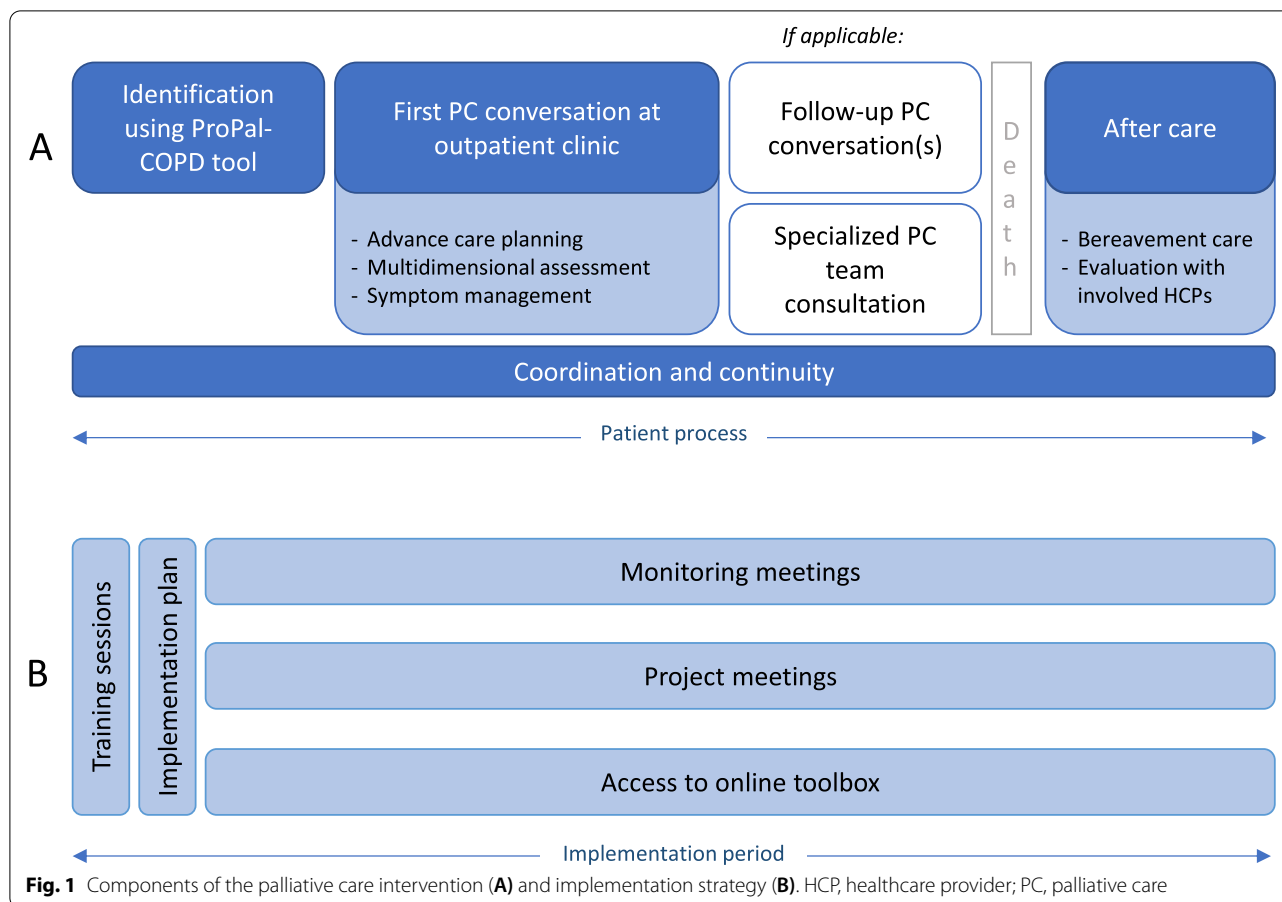 If applicable:
A
Identification
using ProPal-
COPD tool
First PC conversation at
outpatient clinic
- Advance care planning
- Multidimensional assessment
- Symptom management
Follow-up PC
conversation(s)
Specialized PC
team
consultation
Death
After care
- Bereavement care
- Evaluation with
involved HCPs
Coordination and continuity
Patient process
B
Training sessions
Implementation plan
Monitoring meetings
Project meetings
Access to online toolbox
Implementation period
Fig. 1 Components of the palliative care intervention (A) and implementation strategy (B). HCP, healthcare provider; PC, palliative care